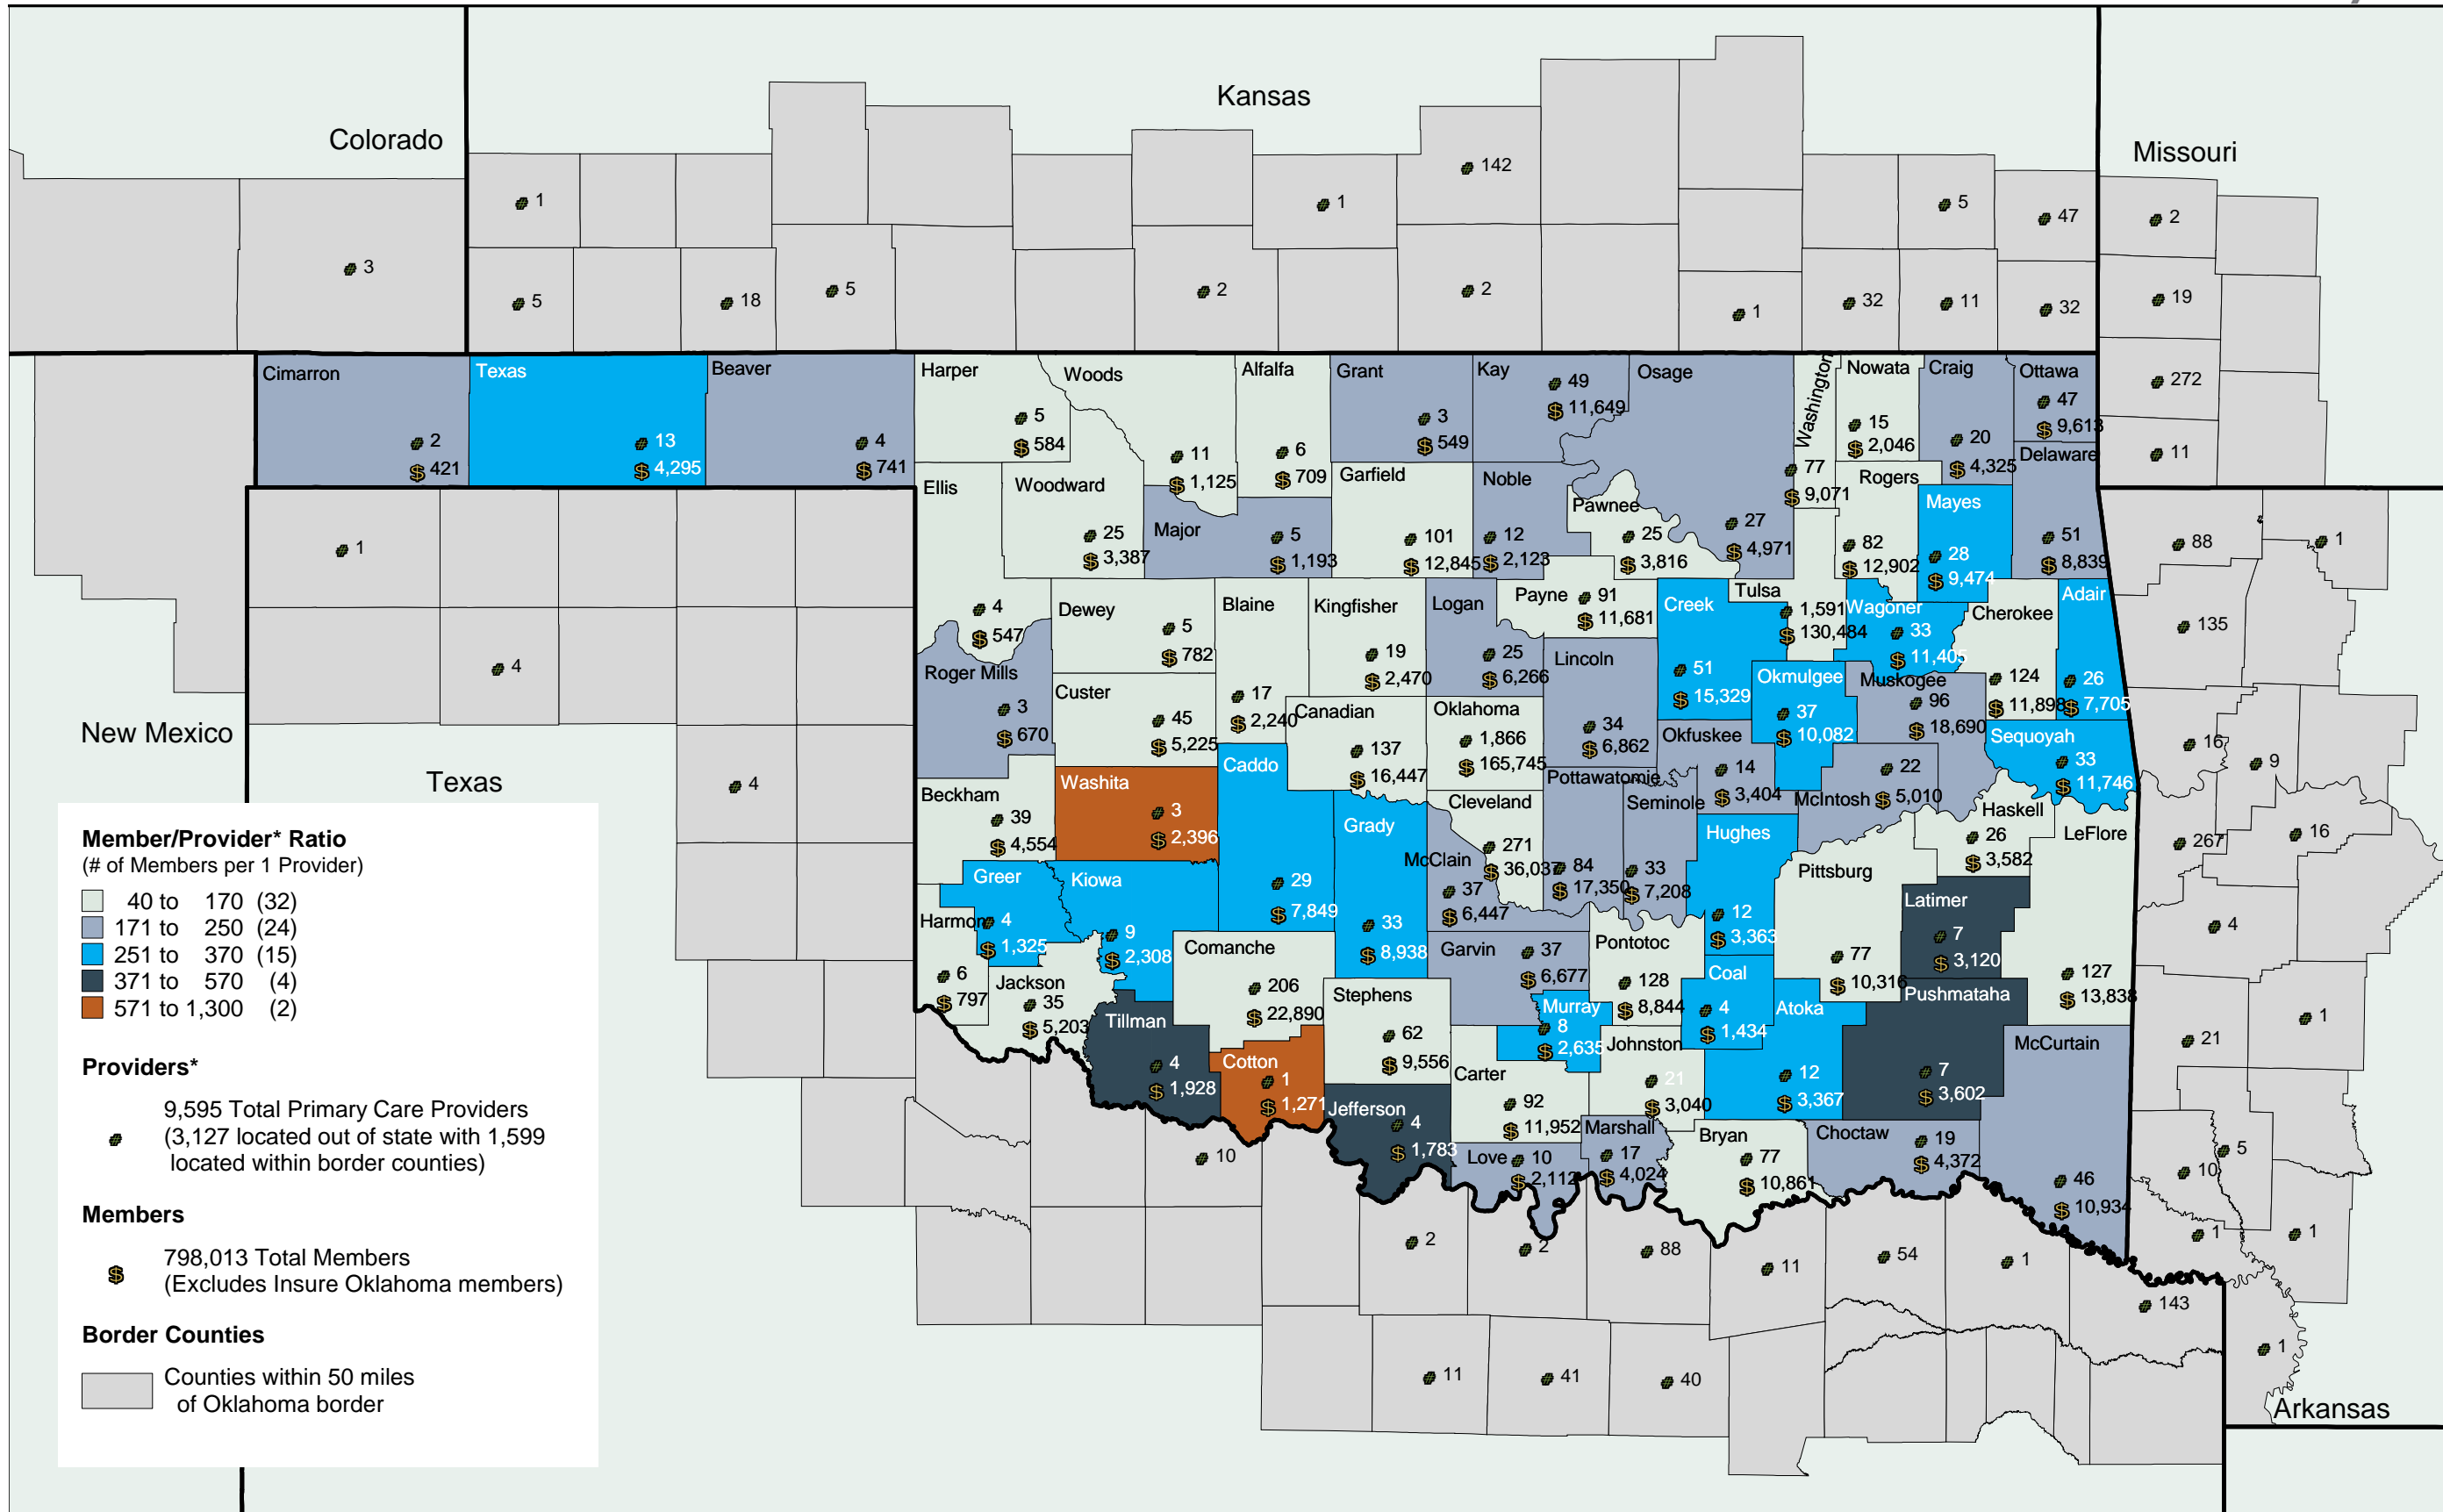 Kansas
Colorado
Missouri
142
1
1
5
47
2
3
5
18
5
2
2
1
32
11
32
19
272
11
Cimarron
2
421
Texas
13
4,295
Beaver
4
741
Harper
5
584
Woods
11
1,125
Alfalfa
6
709
Grant
3
549
Kay
49
11,649
Osage
27
4,971
Washington
77
9,071
Nowata
15
2,046
Craig
20
4,325
Ottawa
47
9,613
Delaware
51
8,839
Ellis
4
547
Woodward
25
3,387
Major
5
1,193
Garfield
101
12,845
Noble
12
2,123
Pawnee
25
3,816
Rogers
82
12,902
Mayes
28
9,474
Dewey
5
782
Blaine
17
2,240
Kingfisher
19
2,470
Logan
25
6,266
Payne
91
11,681
Creek
51
15,329
Tulsa
1,591
130,484
Wagoner
33
11,405
Cherokee
124
11,898
Adair
26
7,705
Roger Mills
3
670
Custer
45
5,225
Canadian
137
16,447
Oklahoma
1,866
165,745
Lincoln
34
6,862
Okfuskee
14
3,404
Okmulgee
37
10,082
Muskogee
96
18,690
Sequoyah
33
11,746
Beckham
39
4,554
Washita
3
2,396
Caddo
29
7,849
Grady
33
8,938
McClain
37
6,447
Cleveland
271
36,037
Pottawatomie
84
17,350
Seminole
33
7,208
Hughes
12
3,363
McIntosh
22
5,010
Haskell
26
3,582
LeFlore
127
13,838
Greer
4
1,325
Kiowa
9
2,308
Harmon
6
797
Jackson
35
5,203
Comanche
206
22,890
Stephens
62
9,556
Garvin
37
6,677
Pontotoc
128
8,844
Pittsburg
77
10,316
Latimer
7
3,120
Tillman
4
1,928
Cotton
1
1,271
Jefferson
4
1,783
Murray
8
2,635
Coal
4
1,434
Atoka
12
3,367
Pushmataha
7
3,602
Carter
92
11,952
Johnston
21
3,040
Love
10
2,112
Marshall
17
4,024
Bryan
77
10,861
Choctaw
19
4,372
McCurtain
46
10,934
New Mexico
Texas
1
4
4
10
2
2
88
11
54
1
143
11
41
40
88
1
135
16
9
267
16
4
21
1
5
10
1
1
1
Arkansas
Member/Provider* Ratio
(# of Members per 1 Provider)
40 to 170 (32)
171 to 250 (24)
251 to 370 (15)
371 to 570 (4)
571 to 1,300 (2)
Providers*
9,595 Total Primary Care Providers
(3,127 located out of state with 1,599
located within border counties)
Members
798,013 Total Members
(Excludes Insure Oklahoma members)
Border Counties
Counties within 50 miles
of Oklahoma border